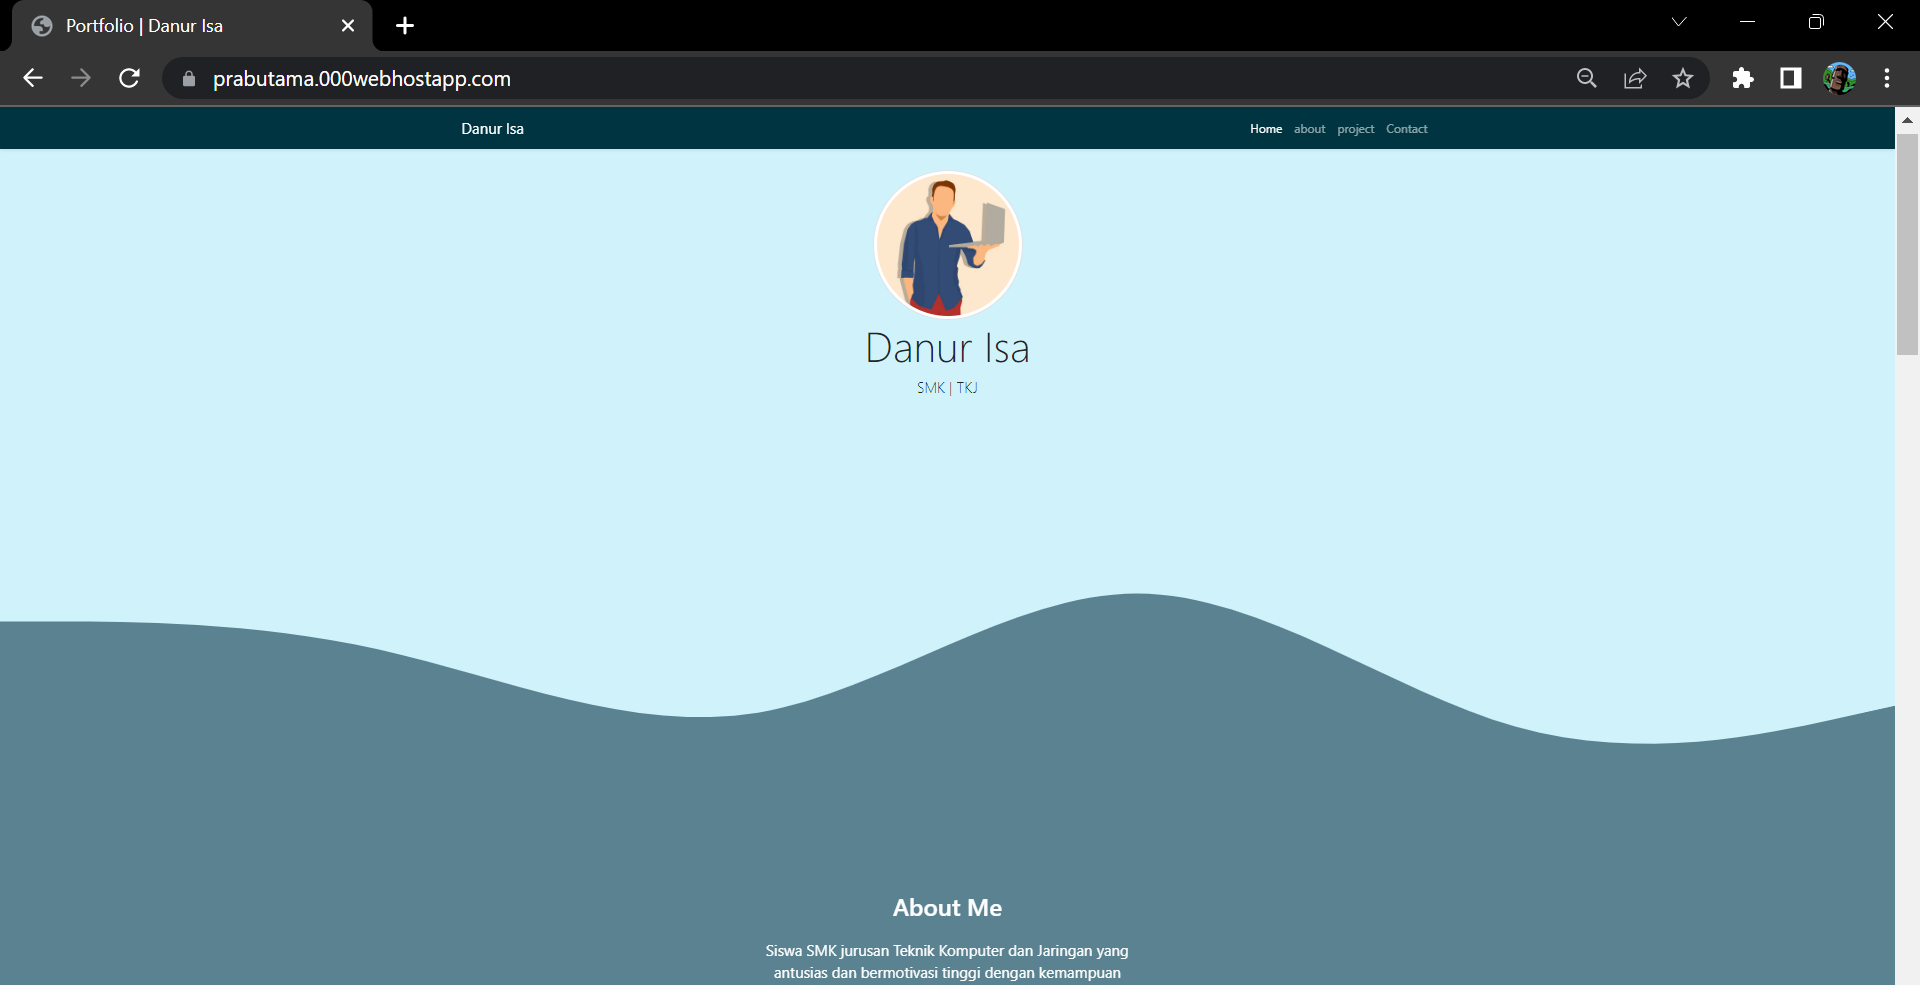 Portfolio | Danur Isa
prabutama.000webhostapp.com
Danur Isa
Home about project Contact
Danur Isa
SMK | TKJ
About Me
Siswa SMK jurusan Teknik Komputer dan Jaringan yang
antusias dan bermotivasi tinggi dengan kemampuan